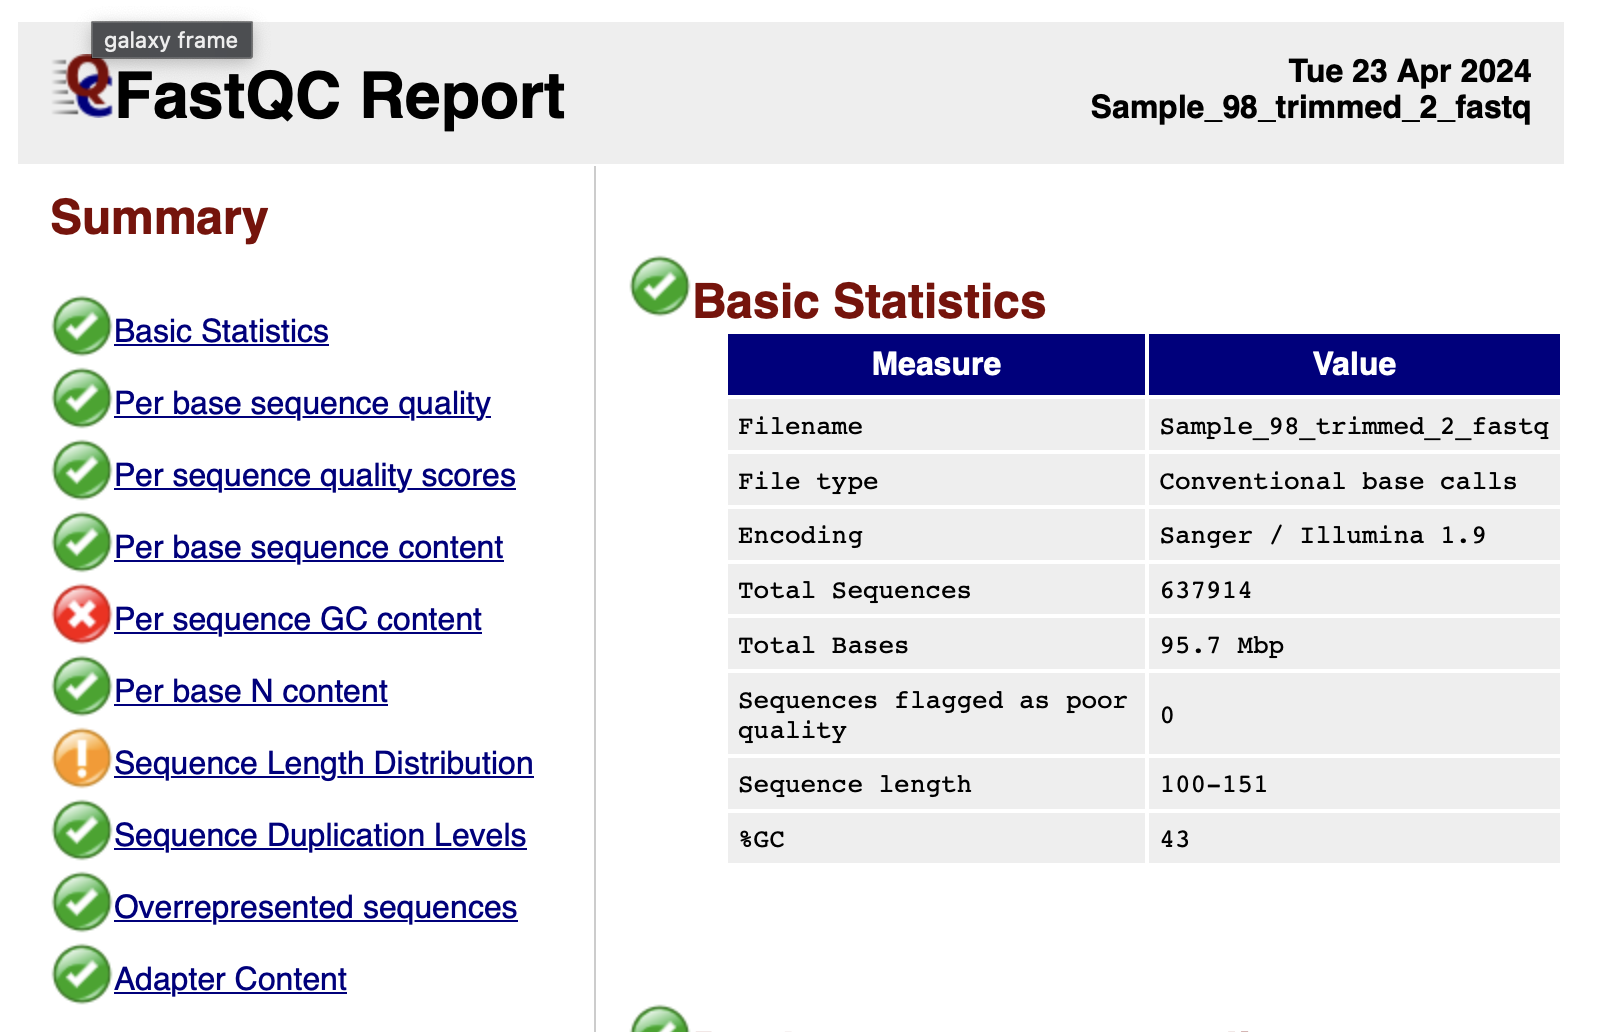 galaxy frame
FastQC Report
Tue 23 Apr 2024
Sample_98_trimmed_2_fastq
Summary
Basic Statistics
Per base sequence quality
Per sequence quality scores
Per base sequence content
Per sequence GC content
Per base N content
Sequence Length Distribution
Sequence Duplication Levels
Overrepresented sequences
Adapter Content
Basic Statistics
Measure Value
Filename Sample_98_trimmed_2_fastq
File type Conventional base calls
Encoding Sanger / Illumina 1.9
Total Sequences 637914
Total Bases 95.7 Mbp
Sequences flagged as poor
quality 0
Sequence length 100-151
%GC 43